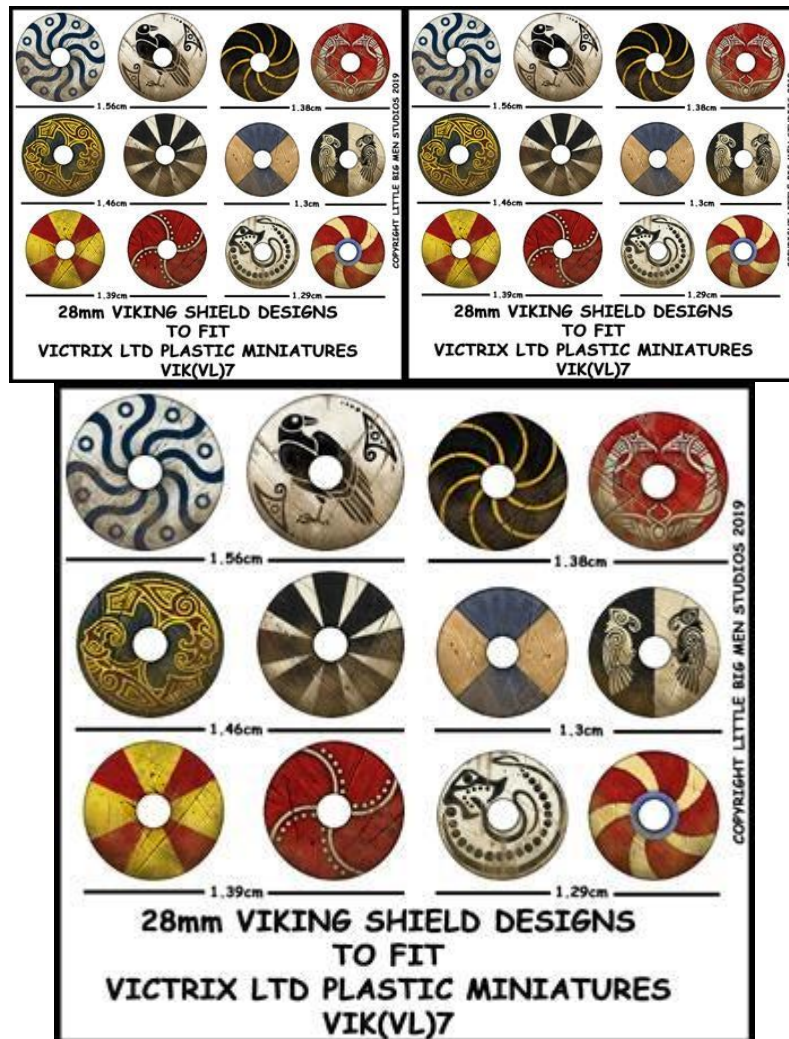 1.56cm
1.38cm
1.46cm
1.3cm
1.39cm
1.29cm
COPYRIGHT LITTLE BIG MEN STUDIOS 2019
28mm VIKING SHIELD DESIGNS
TO FIT
VICTRIX LTD PLASTIC MINIATURES
VIK(VL)7
1.56cm
1.38cm
1.46cm
1.3cm
1.39cm
1.29cm
28mm VIKING SHIELD DESIGNS
TO FIT
VICTRIX LTD PLASTIC MINIATURES
VIK(VL)7
1.56cm
1.38cm
1.46cm
1.3cm
1.39cm
1.29cm
COPYRIGHT LITTLE BIG MEN STUDIOS 2019
28mm VIKING SHIELD DESIGNS
TO FIT
VICTRIX LTD PLASTIC MINIATURES
VIK(VL)7